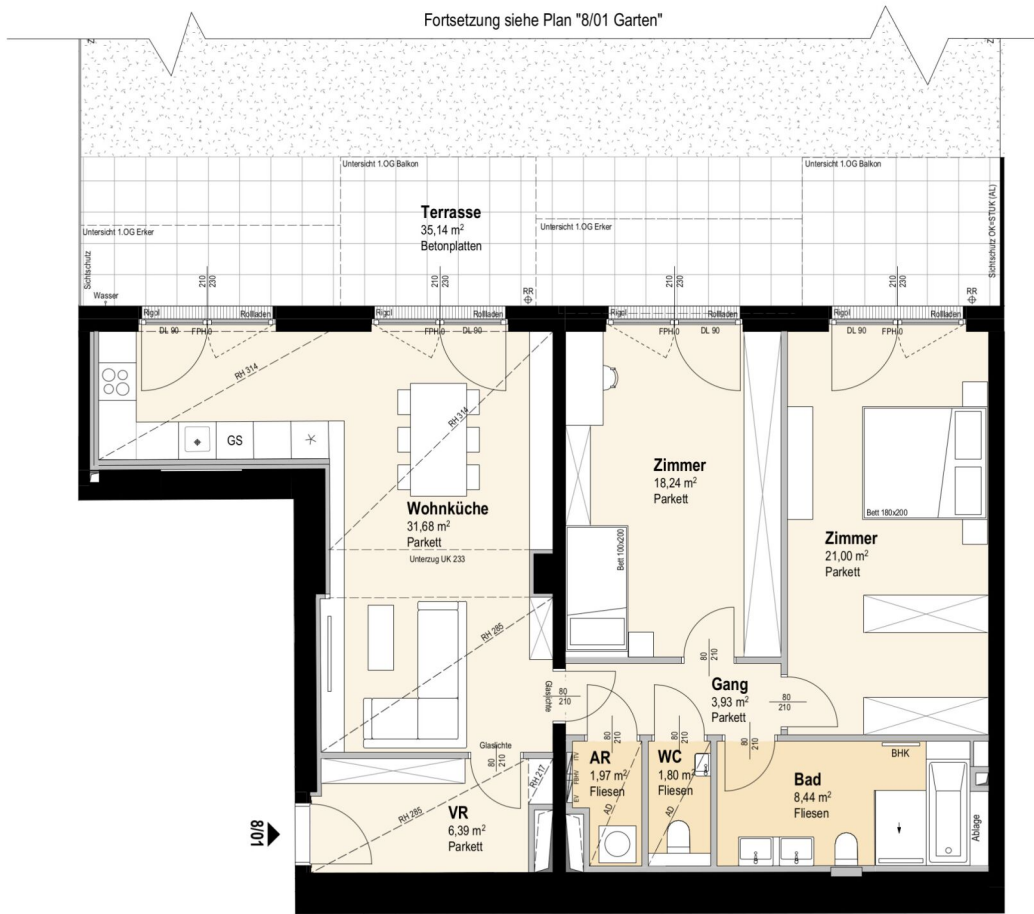 Fortsetzung siehe Plan "8/01 Garten"
Z
Z
Untersicht 1.OG Balkon
Untersicht 1.OG Balkon
Terrasse
35,14 m²
Betonplatten
Untersicht 1.OG Erker
Untersicht 1.OG Erker
Sichtschutz
Sichtschutz OK=STUK (AL)
Wasser
210
230
210
230
210
230
210
230
RR
RR
Rigol
Rollladen
Rigol
Rollladen
Rigol
Rollladen
Rigol
Rollladen
DL 90
FPH 0
FPH 0
DL 90
FPH 0
DL 90
DL 90
FPH 0
RH 314
RH 314
GS
Wohnküche
31,68 m²
Parkett
Unterzug UK 233
Zimmer
18,24 m²
Parkett
Bett 100x200
Bett 180x200
Zimmer
21,00 m²
Parkett
RH 285
Glaslichte
80
210
80
210
Gang
3,93 m²
Parkett
80
210
Glaslichte
80
210
80
210
80
210
80
210
VR
6,39 m²
Parkett
RH 285
RH 217
8/01
ITV
FBHV
EV
AR
1,97 m²
Fliesen
AD
WC
1,80 m²
Fliesen
AD
Bad
8,44 m²
Fliesen
BHK
Ablage